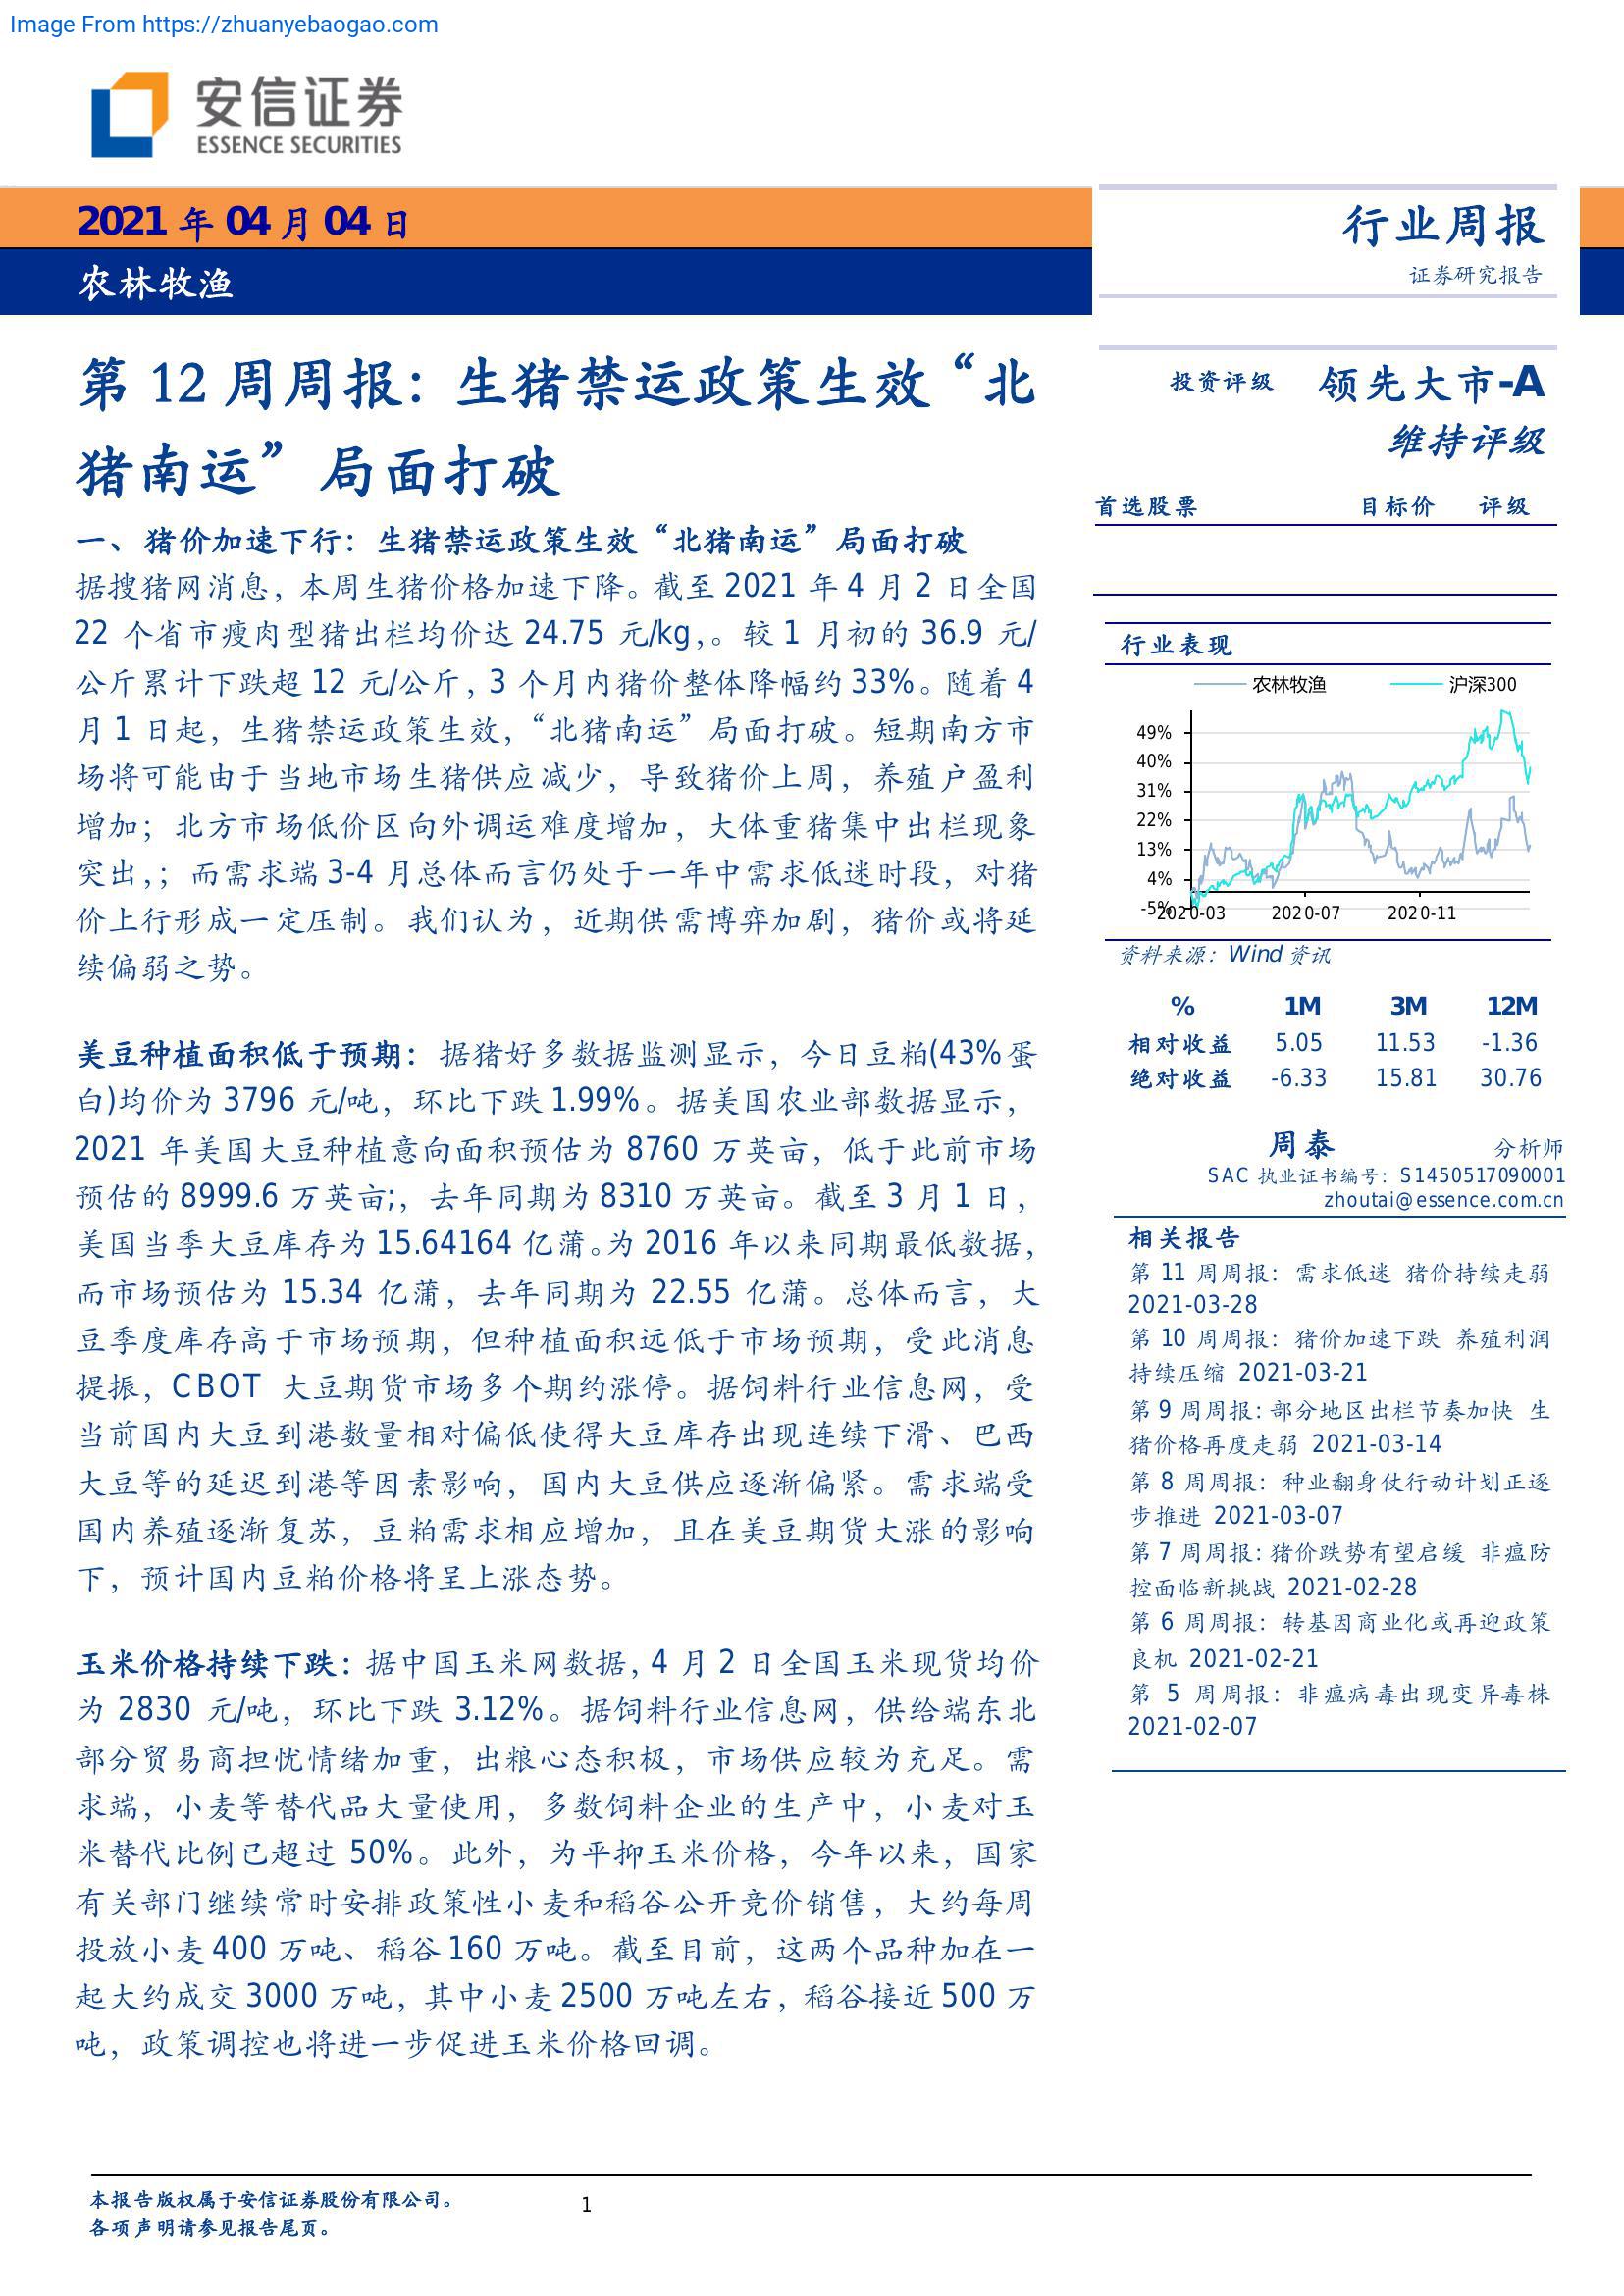 Image From https://zhuanyebaogao.com
安信证券
ESSENCE SECURITIES
2021 年 04 月 04 日
农林牧渔
行业周报
证券研究报告
第 12 周周报：生猪禁运政策生效“北
猪南运”局面打破
一、猪价加速下行：生猪禁运政策生效“北猪南运”局面打破
据搜猪网消息，本周生猪价格加速下降。截至 2021 年 4 月 2 日全国
22 个省市瘦肉型猪出栏均价达 24.75 元/kg，。较 1 月初的 36.9 元/
公斤累计下跌超 12 元/公斤，3 个月内猪价整体降幅约 33%。随着 4
月 1 日起，生猪禁运政策生效，“北猪南运”局面打破。短期南方市
场将可能由于当地市场生猪供应减少，导致猪价上周，养殖户盈利
增加；北方市场低价区向外调运难度增加，大体重猪集中出栏现象
突出，；而需求端 3-4 月总体而言仍处于一年中需求低迷时段，对猪
价上行形成一定压制。我们认为，近期供需博弈加剧，猪价或将延
续偏弱之势。
美豆种植面积低于预期：据猪好多数据监测显示，今日豆粕(43%蛋
白)均价为 3796 元/吨，环比下跌 1.99%。据美国农业部数据显示，
2021 年美国大豆种植意向面积预估为 8760 万英亩，低于此前市场
预估的 8999.6 万英亩;，去年同期为 8310 万英亩。截至 3 月 1 日，
美国当季大豆库存为 15.64164 亿蒲。为 2016 年以来同期最低数据，
而市场预估为 15.34 亿蒲，去年同期为 22.55 亿蒲。总体而言，大
豆季度库存高于市场预期，但种植面积远低于市场预期，受此消息
提振，CBOT 大豆期货市场多个期约涨停。据饲料行业信息网，受
当前国内大豆到港数量相对偏低使得大豆库存出现连续下滑、巴西
大豆等的延迟到港等因素影响，国内大豆供应逐渐偏紧。需求端受
国内养殖逐渐复苏，豆粕需求相应增加，且在美豆期货大涨的影响
下，预计国内豆粕价格将呈上涨态势。
玉米价格持续下跌：据中国玉米网数据，4 月 2 日全国玉米现货均价
为 2830 元/吨，环比下跌 3.12%。据饲料行业信息网，供给端东北
部分贸易商担忧情绪加重，出粮心态积极，市场供应较为充足。需
求端，小麦等替代品大量使用，多数饲料企业的生产中，小麦对玉
米替代比例已超过 50%。此外，为平抑玉米价格，今年以来，国家
有关部门继续常时安排政策性小麦和稻谷公开竞价销售，大约每周
投放小麦 400 万吨、稻谷 160 万吨。截至目前，这两个品种加在一
起大约成交 3000 万吨，其中小麦 2500 万吨左右，稻谷接近 500 万
吨，政策调控也将进一步促进玉米价格回调。
投资评级 领先大市-A
维持评级
首选股票 目标价 评级
行业表现
农林牧渔 沪深300
49%
40%
31%
22%
13%
4%
-5%
2020-03 2020-07 2020-11
资料来源：Wind 资讯
% 1M 3M 12M
相对收益 5.05 11.53 -1.36
绝对收益 -6.33 15.81 30.76
周泰 分析师
SAC 执业证书编号：S1450517090001
zhoutai@essence.com.cn
相关报告
第 11 周周报：需求低迷 猪价持续走弱
2021-03-28
第 10 周周报：猪价加速下跌 养殖利润
持续压缩 2021-03-21
第 9 周周报：部分地区出栏节奏加快 生
猪价格再度走弱 2021-03-14
第 8 周周报：种业翻身仗行动计划正逐
步推进 2021-03-07
第 7 周周报：猪价跌势有望启缓 非瘟防
控面临新挑战 2021-02-28
第 6 周周报：转基因商业化或再迎政策
良机 2021-02-21
第 5 周周报：非瘟病毒出现变异毒株
2021-02-07
本报告版权属于安信证券股份有限公司。
各项声明请参见报告尾页。
1